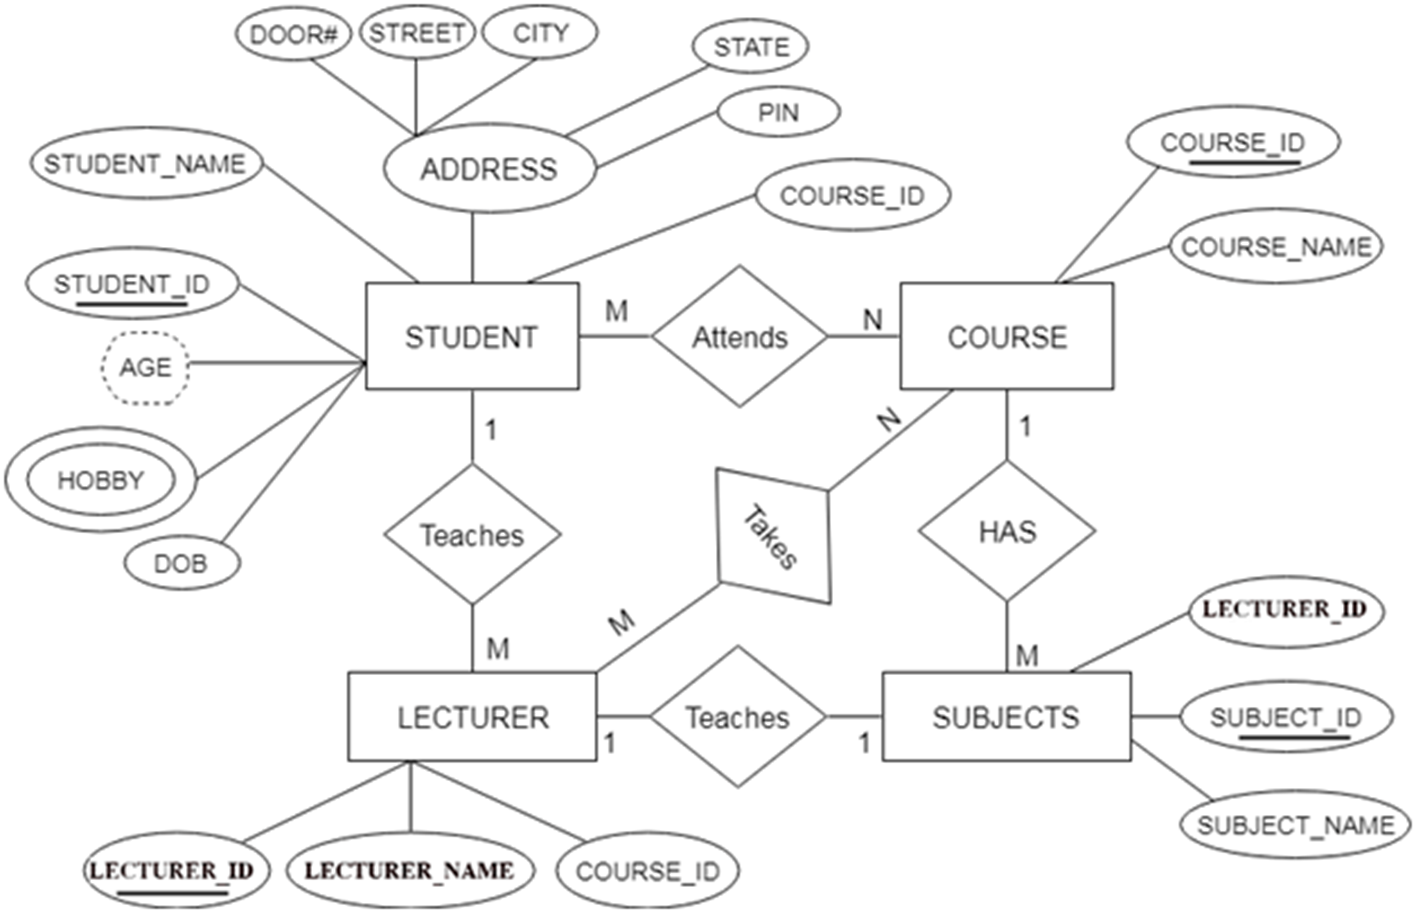 DOOR#
STREET
CITY
STATE
PIN
STUDENT_NAME
ADDRESS
COURSE_ID
COURSE_ID
COURSE_NAME
STUDENT_ID
AGE
HOBBY
DOB
STUDENT
M
Attends
N
COURSE
1
Teaches
M
N
Takes
M
1
HAS
M
LECTURER
1
Teaches
1
SUBJECTS
LECTURER_ID
SUBJECT_ID
SUBJECT_NAME
LECTURER_ID
LECTURER_NAME
COURSE_ID